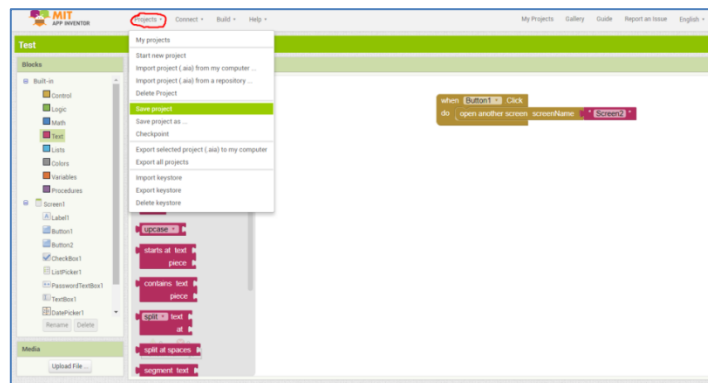 MIT
APP INVENTOR
Projects
Connect
Build
Help
My Projects
Gallery
Guide
Report an Issue
English
Test
Blocks
Built-in
Control
Logic
Math
Text
Lists
Colors
Variables
Procedures
Screen1
Label1
Button1
Button2
CheckBox1
ListPicker1
PasswordTextBox1
TextBox1
DatePicker1
Rename
Delete
Media
Upload File ...
My projects
Start new project
Import project (.aia) from my computer ...
Import project (.aia) from a repository ...
Delete Project
Save project
Save project as ...
Checkpoint
Export selected project (.aia) to my computer
Export all projects
Import keystore
Export keystore
Delete keystore
upcase
starts at text
piece
contains text
piece
split text
at
split at spaces
segment text
when Button1 .Click
do open another screen screenName " Screen2 "